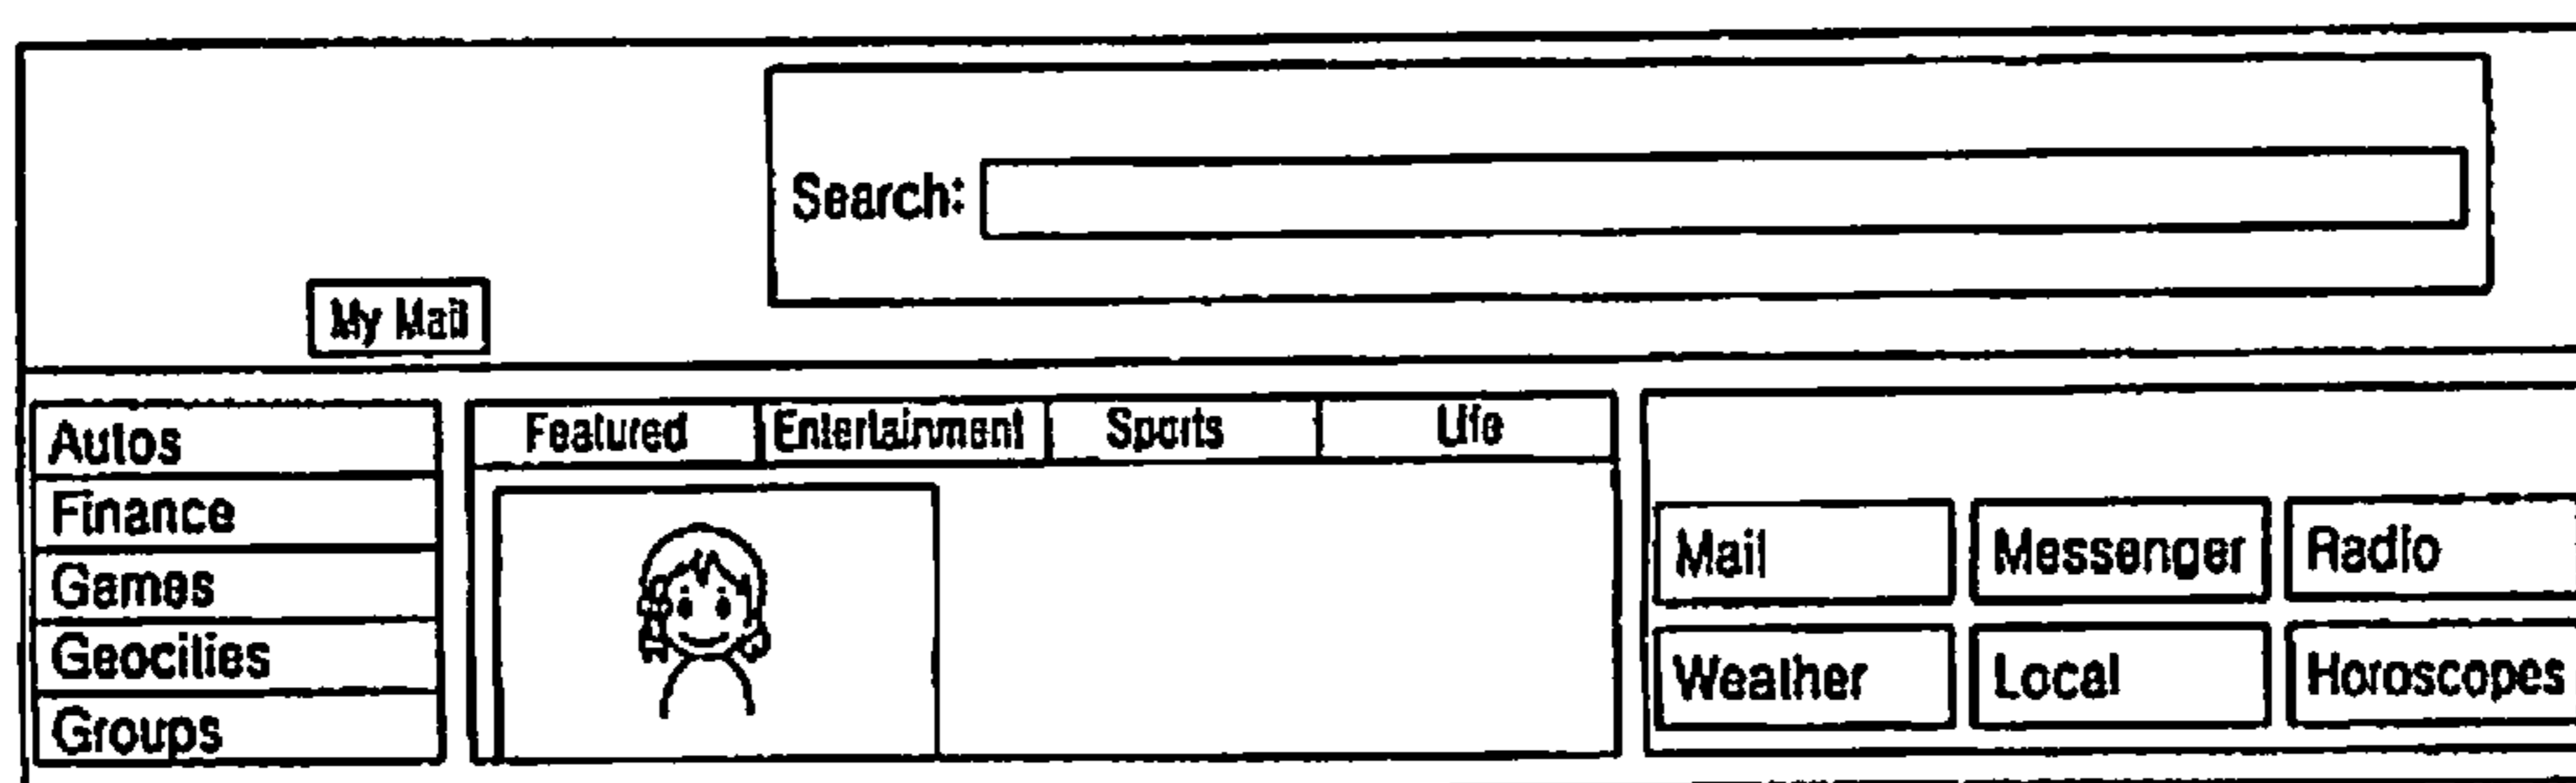 Search:
My Mail
Autos
Finance
Games
Geocities
Groups
Featured Entertainment Sports Life
Mail Messenger Radio
Weather Local Horoscopes